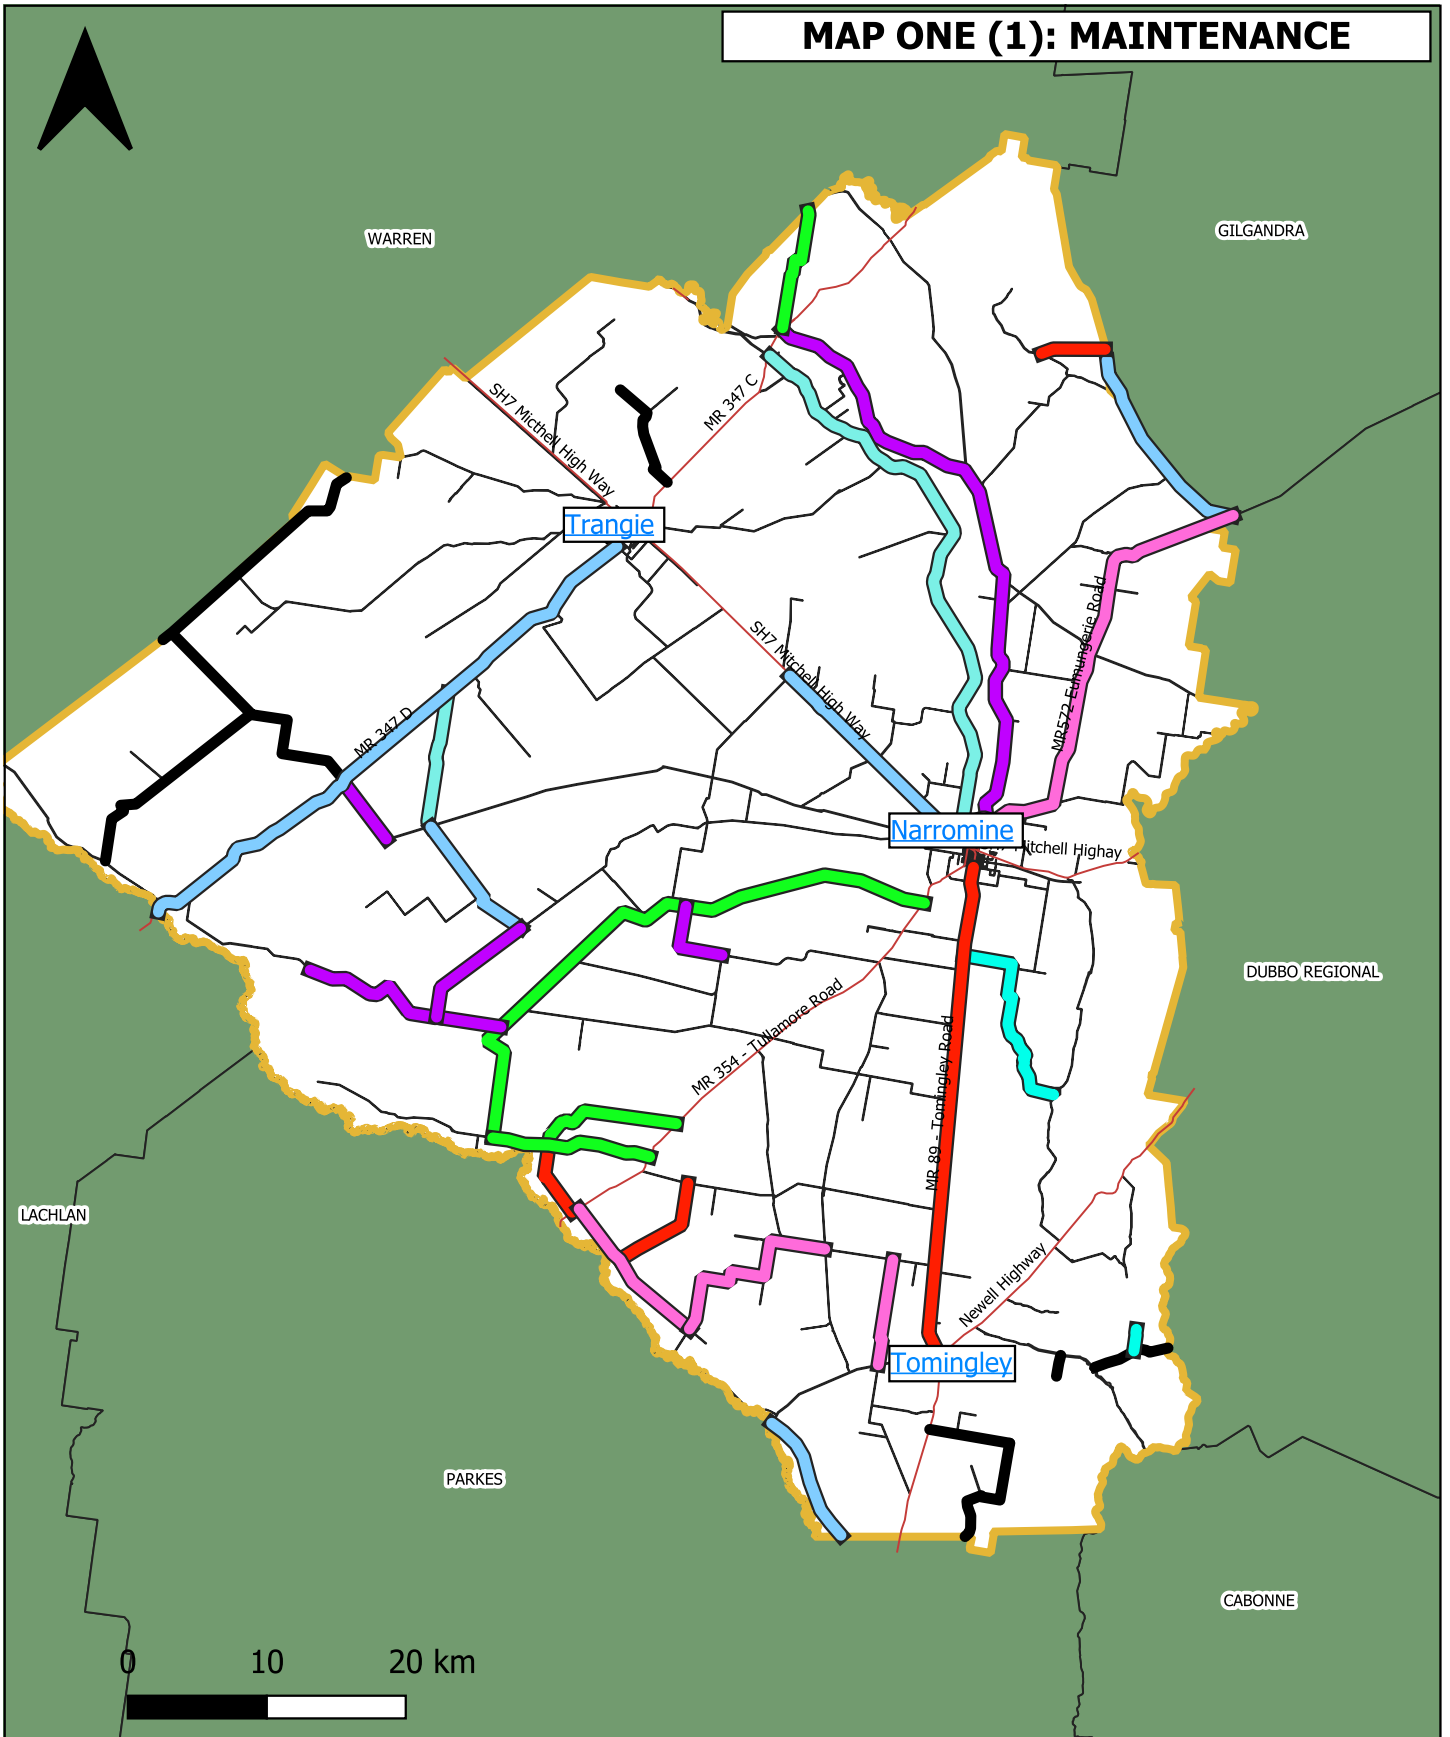 MAP ONE (1): MAINTENANCE
WARREN
GILGANDRA
SH7 Micthell High Way
MR 347 C
Trangie
MR572 Eumungerie Road
SH7 Mitchell High Way
MR 347 D
Narromine
Mitchell Highay
DUBBO REGIONAL
MR 354 - Tullamore Road
MR 89 - Tomingley Road
LACHLAN
Newell Highway
Tomingley
PARKES
CABONNE
0 10 20 km